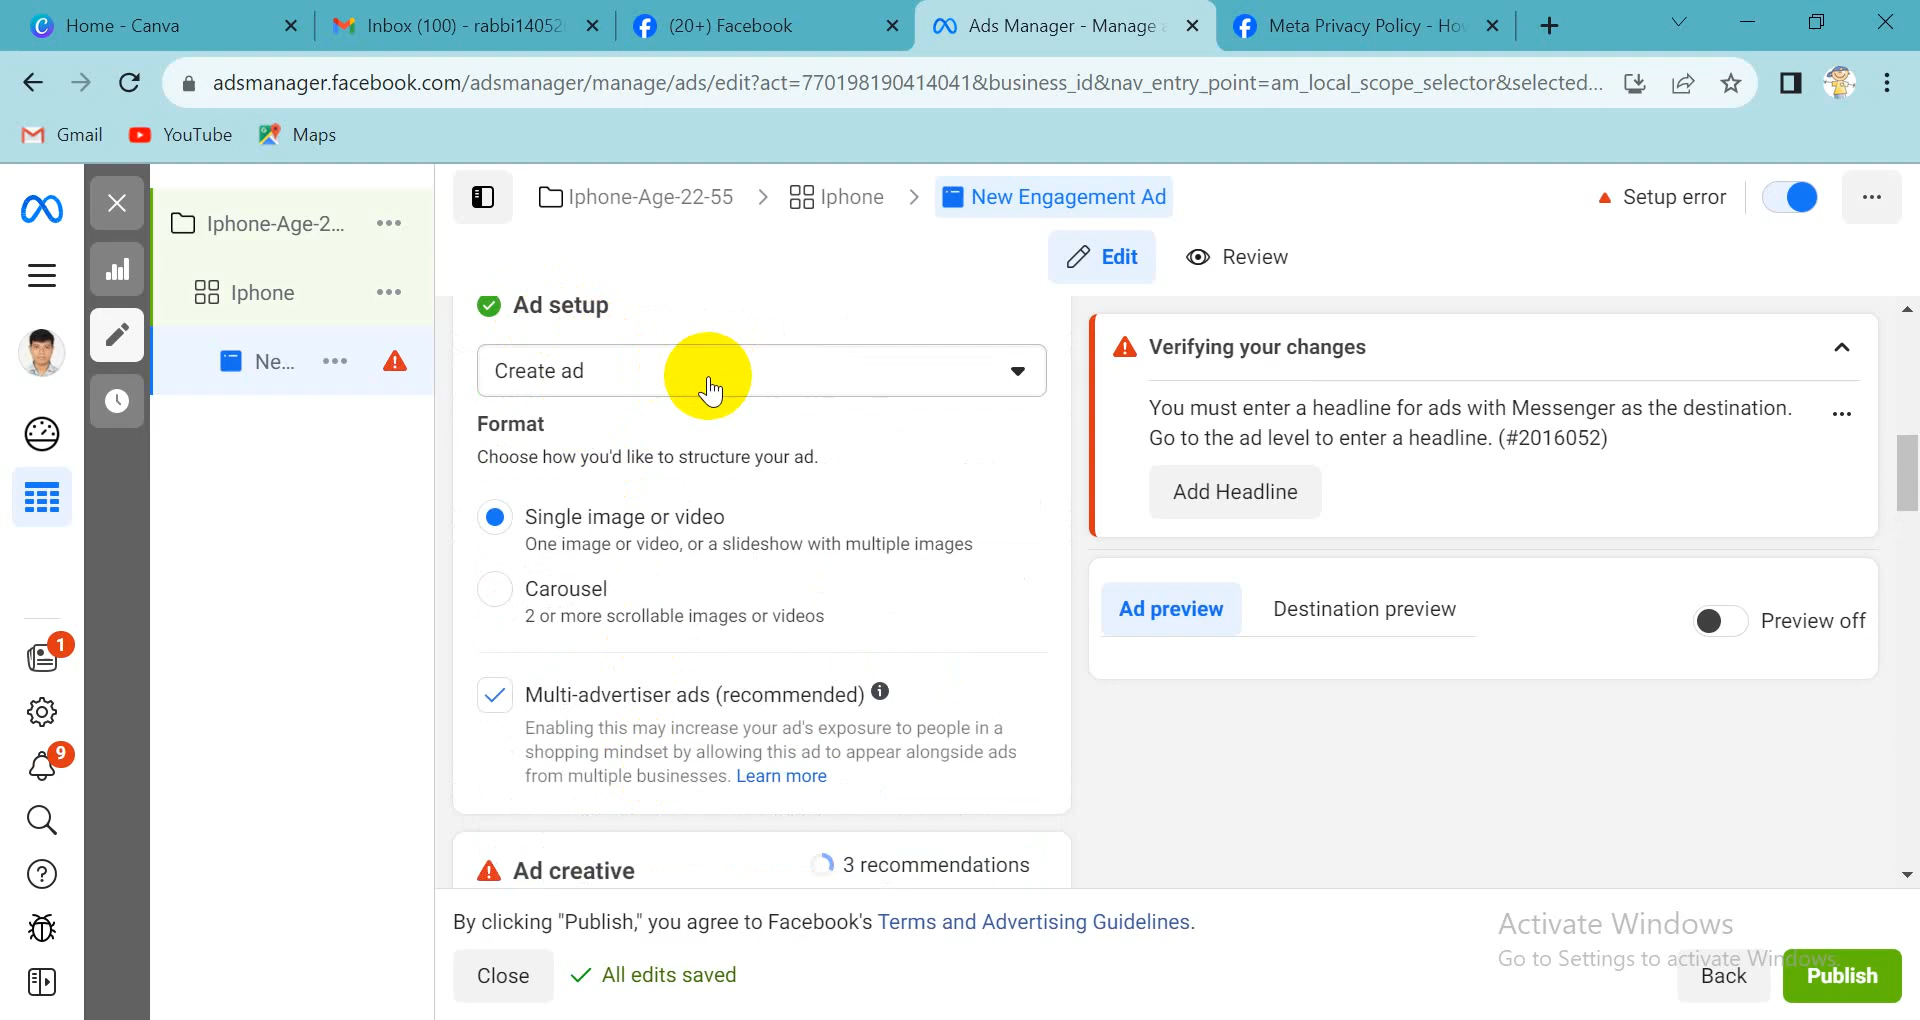 Home - Canva
Inbox (100) - rabbi14052
(20+) Facebook
Ads Manager - Manage a
Meta Privacy Policy - How
adsmanager.facebook.com/adsmanager/manage/ads/edit?act=770198190414041&business_id&nav_entry_point=am_local_scope_selector&selected...
Gmail
YouTube
Maps
Iphone-Age-22-55
Iphone
New Engagement Ad
Setup error
Iphone-Age-2...
Edit
Review
Iphone
Ne...
Ad setup
Create ad
Format
Choose how you'd like to structure your ad.
Single image or video
One image or video, or a slideshow with multiple images
Carousel
2 or more scrollable images or videos
Multi-advertiser ads (recommended)
Enabling this may increase your ad's exposure to people in a
shopping mindset by allowing this ad to appear alongside ads
from multiple businesses. Learn more
Ad creative
3 recommendations
Verifying your changes
You must enter a headline for ads with Messenger as the destination.
Go to the ad level to enter a headline. (#2016052)
Add Headline
Ad preview
Destination preview
Preview off
1
9
By clicking "Publish," you agree to Facebook's Terms and Advertising Guidelines.
Close
All edits saved
Activate Windows
Go to Settings to activate Windows.
Back
Publish